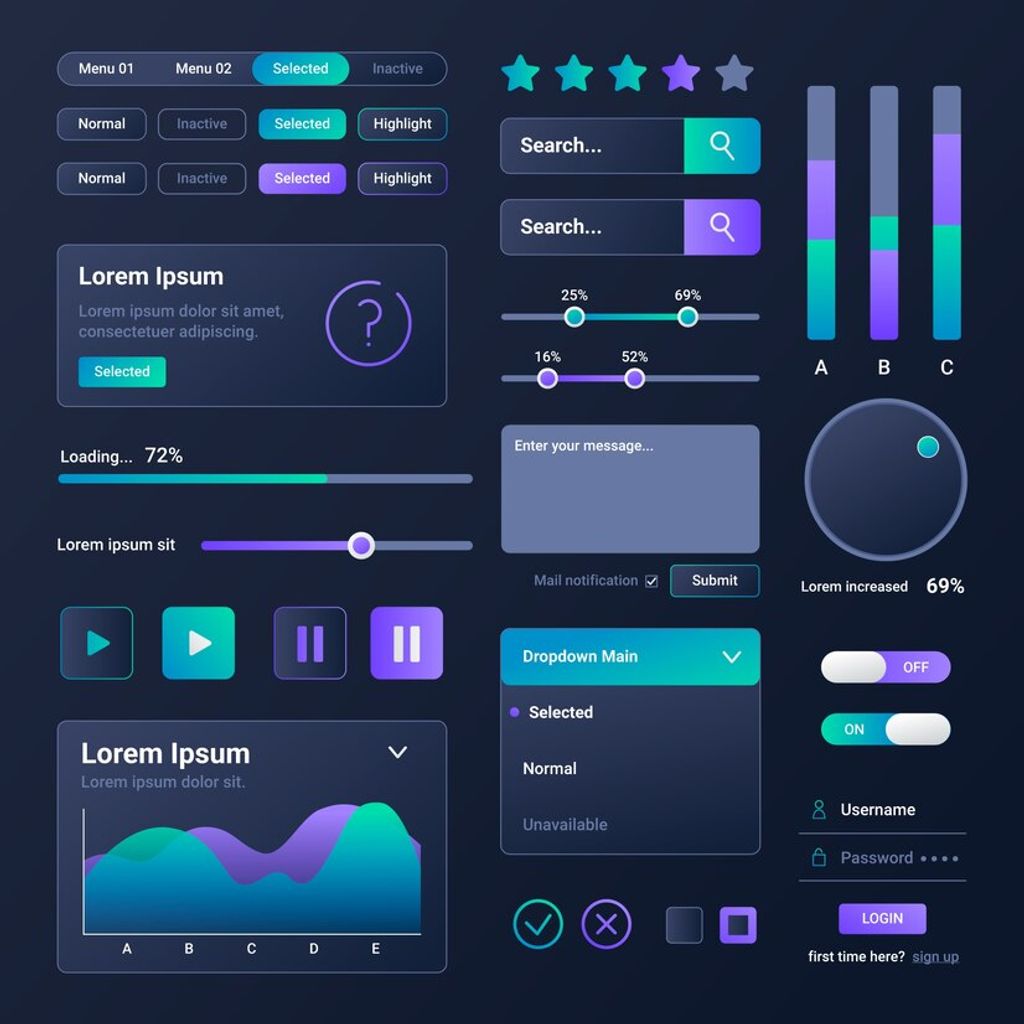 Menu 01 Menu 02 Selected Inactive
Normal Inactive Selected Highlight
Normal Inactive Selected Highlight
Lorem Ipsum
Lorem ipsum dolor sit amet,
consectetuer adipiscing.
?
Selected
Loading... 72%
Lorem ipsum sit
Lorem Ipsum
Lorem ipsum dolor sit.
A B C D E
Search...
Search...
25% 69%
16% 52%
Enter your message...
Mail notification Submit
Dropdown Main
Selected
Normal
Unavailable
A B C
Lorem increased 69%
OFF
ON
Username
Password ••••
LOGIN
first time here? sign up